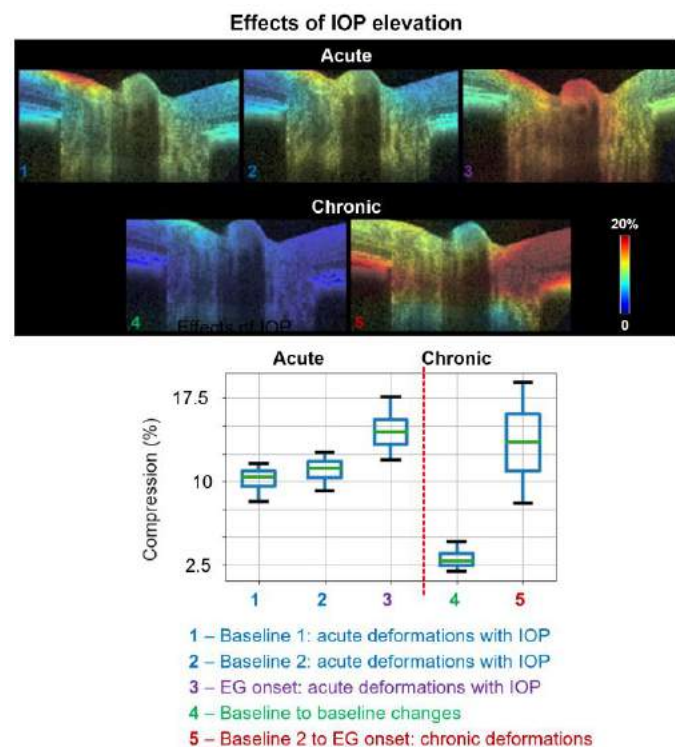 Effects of IOP elevation
Acute
1
2
3
Chronic
4
Effects of IOP
5
20%
0
Acute Chronic
17.5
10
2.5
Compression (%)
1 2 3 4 5
1 – Baseline 1: acute deformations with IOP
2 – Baseline 2: acute deformations with IOP
3 – EG onset: acute deformations with IOP
4 – Baseline to baseline changes
5 – Baseline 2 to EG onset: chronic deformations